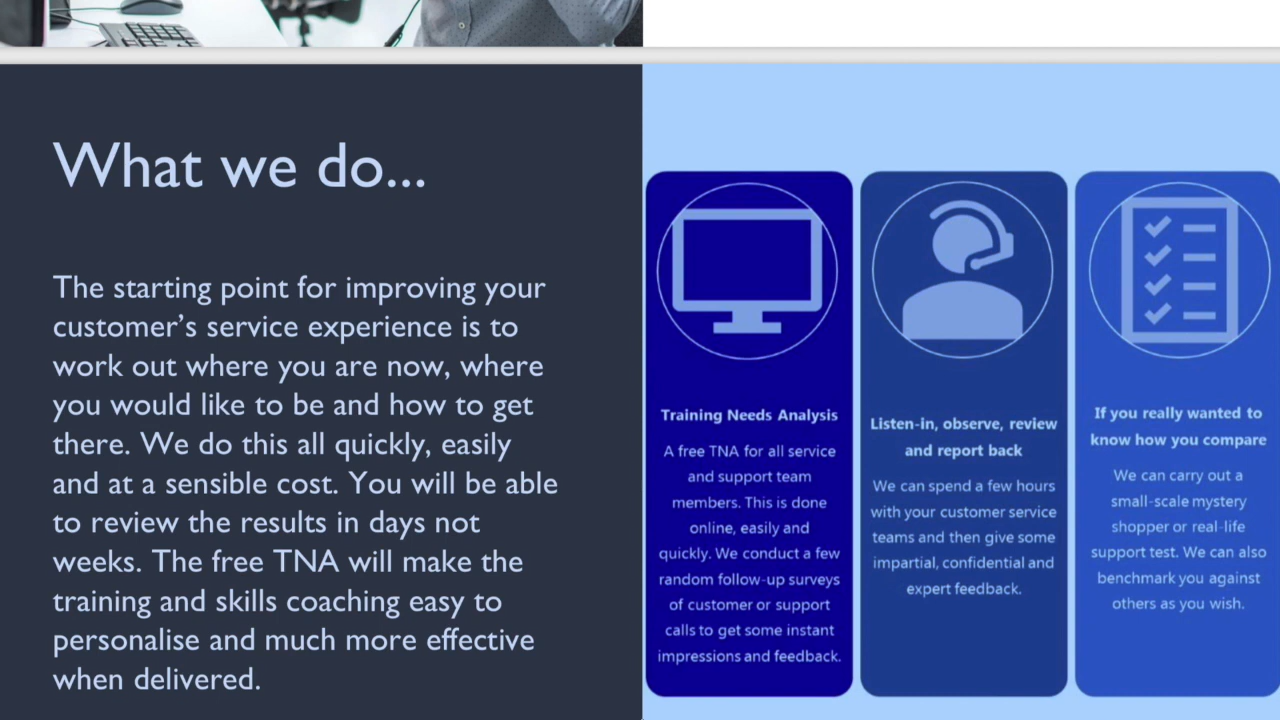 What we do...
The starting point for improving your
customer’s service experience is to
work out where you are now, where
you would like to be and how to get
there. We do this all quickly, easily
and at a sensible cost. You will be able
to review the results in days not
weeks. The free TNA will make the
training and skills coaching easy to
personalise and much more effective
when delivered.
Training Needs Analysis
A free TNA for all service
and support team
members. This is done
online, easily and
quickly. We conduct a few
random follow-up surveys
of customer or support
calls to get some instant
impressions and feedback.
Listen-in, observe, review
and report back
We can spend a few hours
with your customer service
teams and then give some
impartial, confidential and
expert feedback.
If you really wanted to
know how you compare
We can carry out a
small-scale mystery
shopper or real-life
support test. We can also
benchmark you against
others as you wish.